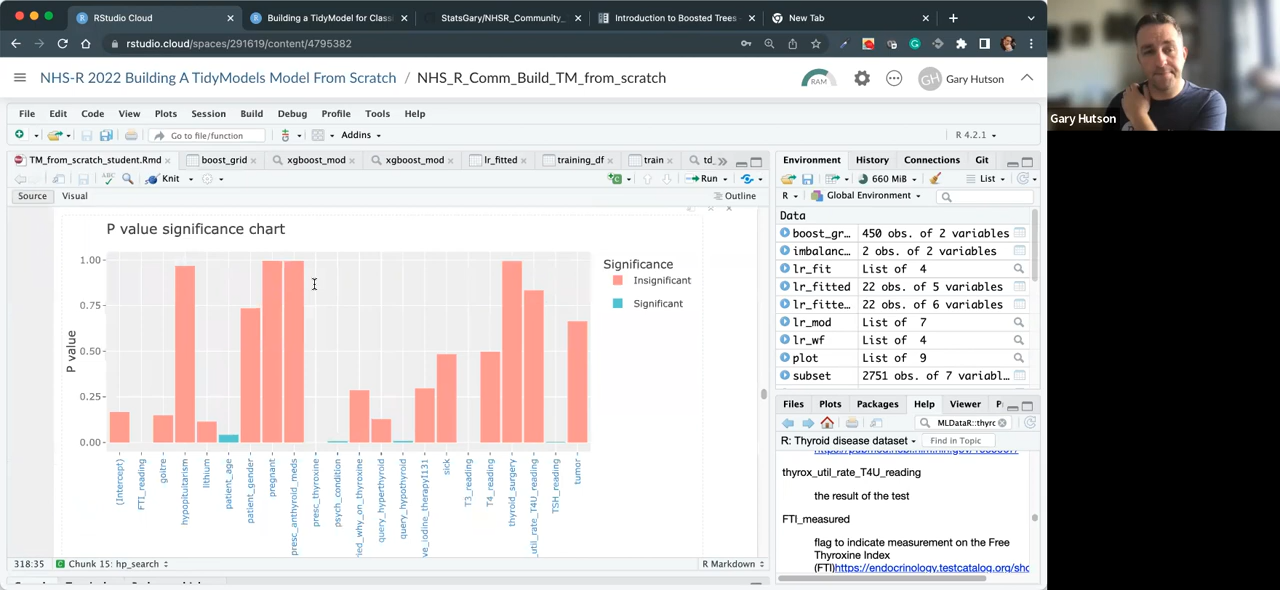 RStudio Cloud
Building a TidyModel for Class
StatsGary/NHSR_Community_
Introduction to Boosted Trees
New Tab
rstudio.cloud/spaces/291619/content/4795382
NHS-R 2022 Building A TidyModels Model From Scratch / NHS_R_Comm_Build_TM_from_scratch
RAM
GH
Gary Hutson
File Edit Code View Plots Session Build Debug Profile Tools Help
Go to file/function
Addins
R 4.2.1
TM_from_scratch_student.Rmd
boost_grid
xgboost_mod
xgboost_mod
lr_fitted
training_df
train
td_
Knit
Run
Source
Visual
Outline
P value significance chart
P value
1.00
0.75
0.50
0.25
0.00
Significance
Insignificant
Significant
(Intercept)
FTI_reading
goitre
hypopituitarism
lithium
patient_age
patient_gender
pregnant
presc_anthyroid_meds
presc_thyroxine
psych_condition
ried_why_on_thyroxine
query_hyperthyroid
query_hypothyroid
ve_iodine_therapyI131
sick
T3_reading
T4_reading
thyroid_surgery
_util_rate_T4U_reading
TSH_reading
tumor
318:35
Chunk 15: hp_search
R Markdown
Environment History Connections Git
660 MiB
List
R
Global Environment
Data
boost_gr… 450 obs. of 2 variables
imbalanc… 2 obs. of 2 variables
lr_fit List of 4
lr_fitted 22 obs. of 5 variables
lr_fitte… 22 obs. of 6 variables
lr_mod List of 7
lr_wf List of 4
plot List of 9
subset 2751 obs. of 7 variabl…
Files Plots Packages Help Viewer
MLDataR::thyrc
R: Thyroid disease dataset
Find in Topic
thyrox_util_rate_T4U_reading
the result of the test
FTI_measured
flag to indicate measurement on the Free
Thyroxine Index
(FTI)https://endocrinology.testcatalog.org/sho
Gary Hutson